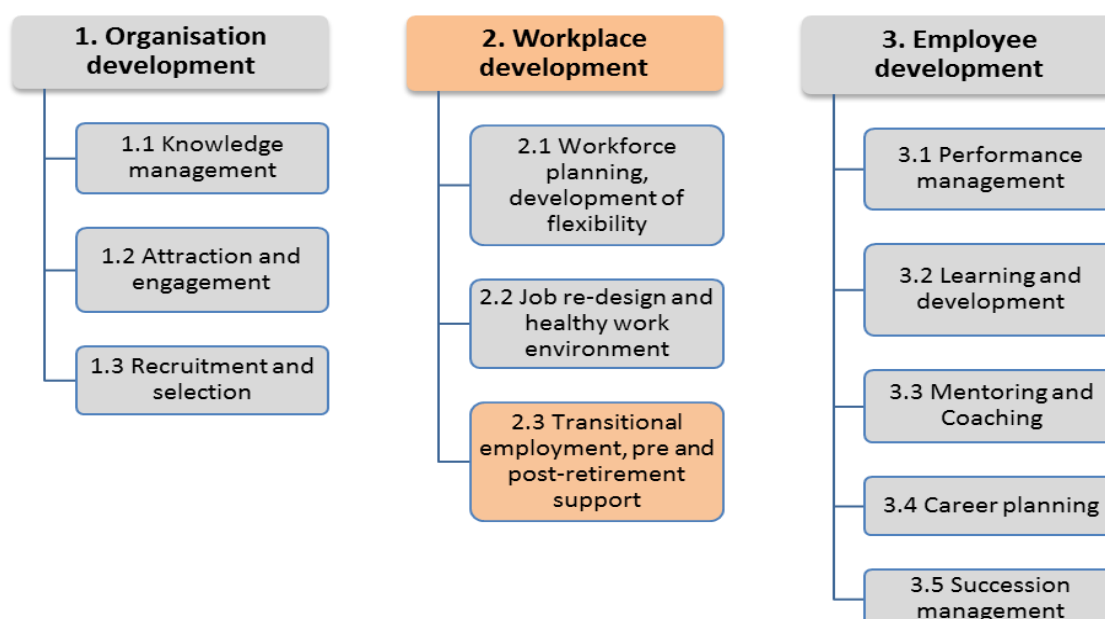 1. Organisation
development
1.1 Knowledge
management
1.2 Attraction and
engagement
1.3 Recruitment and
selection
2. Workplace
development
2.1 Workforce
planning,
development of
flexibility
2.2 Job re-design and
healthy work
environment
2.3 Transitional
employment, pre and
post-retirement
support
3. Employee
development
3.1 Performance
management
3.2 Learning and
development
3.3 Mentoring and
Coaching
3.4 Career planning
3.5 Succession
management